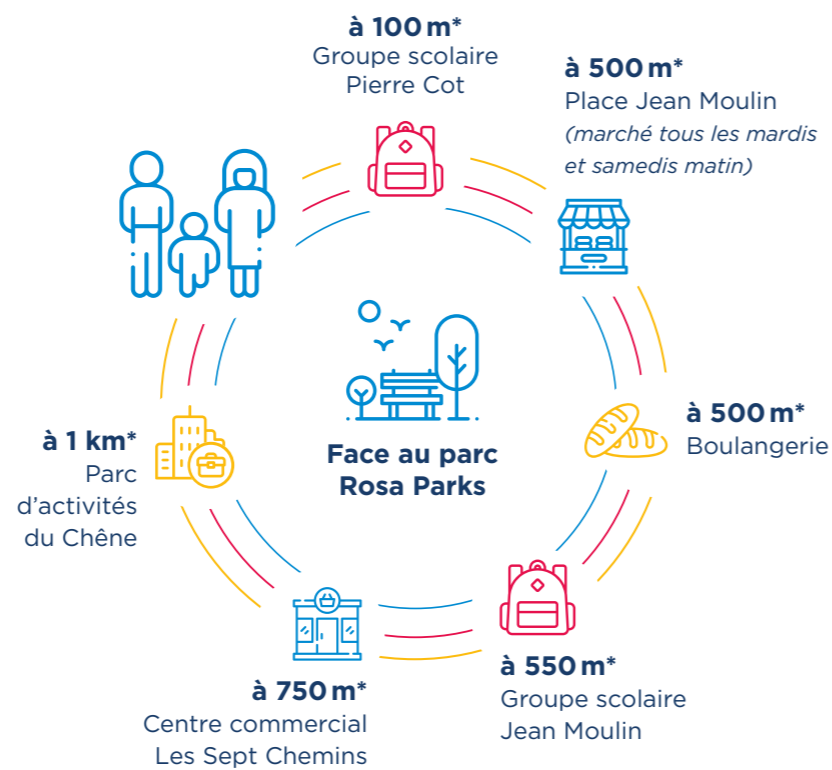 à 100 m*
Groupe scolaire
Pierre Cot
à 500 m*
Place Jean Moulin
(marché tous les mardis
et samedis matin)
à 500 m*
Boulangerie
à 550 m*
Groupe scolaire
Jean Moulin
à 750 m*
Centre commercial
Les Sept Chemins
à 1 km*
Parc
d’activités
du Chêne
Face au parc
Rosa Parks